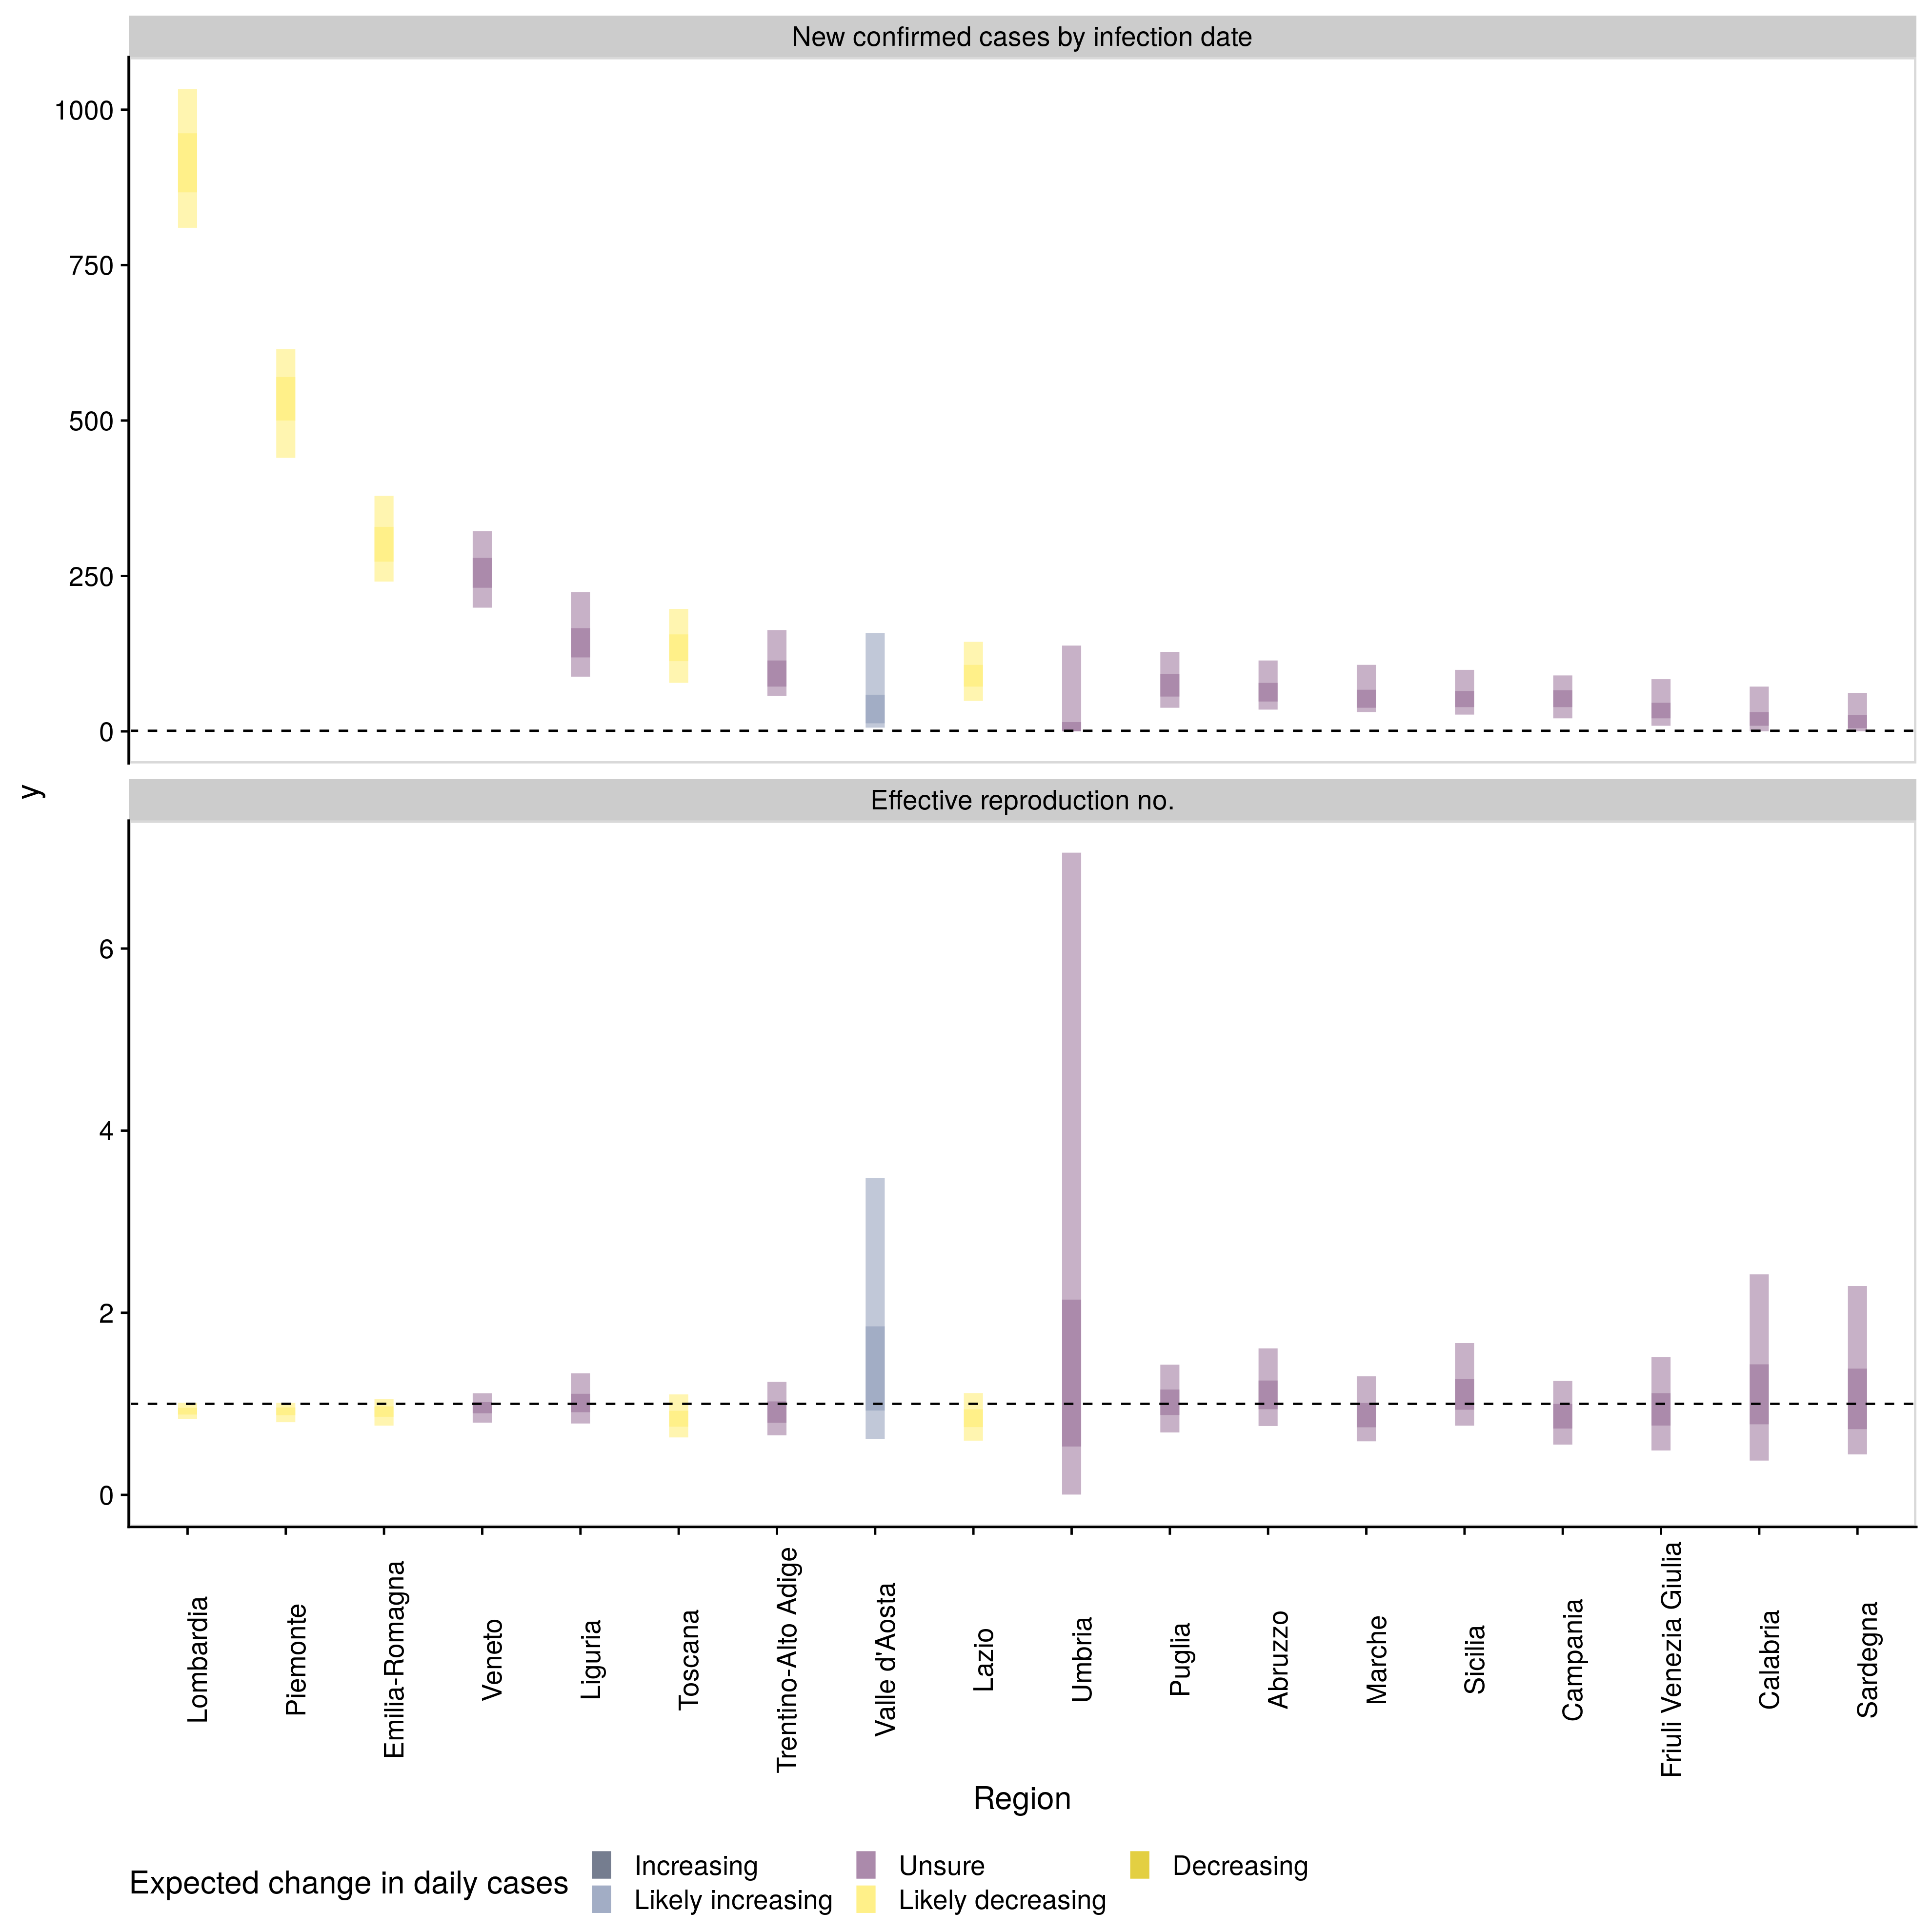 New confirmed cases by infection date
1000
750
500
250
0
y
Effective reproduction no.
6
4
2
0
Lombardia
Piemonte
Emilia-Romagna
Veneto
Liguria
Toscana
Trentino-Alto Adige
Valle d'Aosta
Lazio
Umbria
Puglia
Abruzzo
Marche
Sicilia
Campania
Friuli Venezia Giulia
Calabria
Sardegna
Region
Expected change in daily cases
Increasing
Likely increasing
Unsure
Likely decreasing
Decreasing